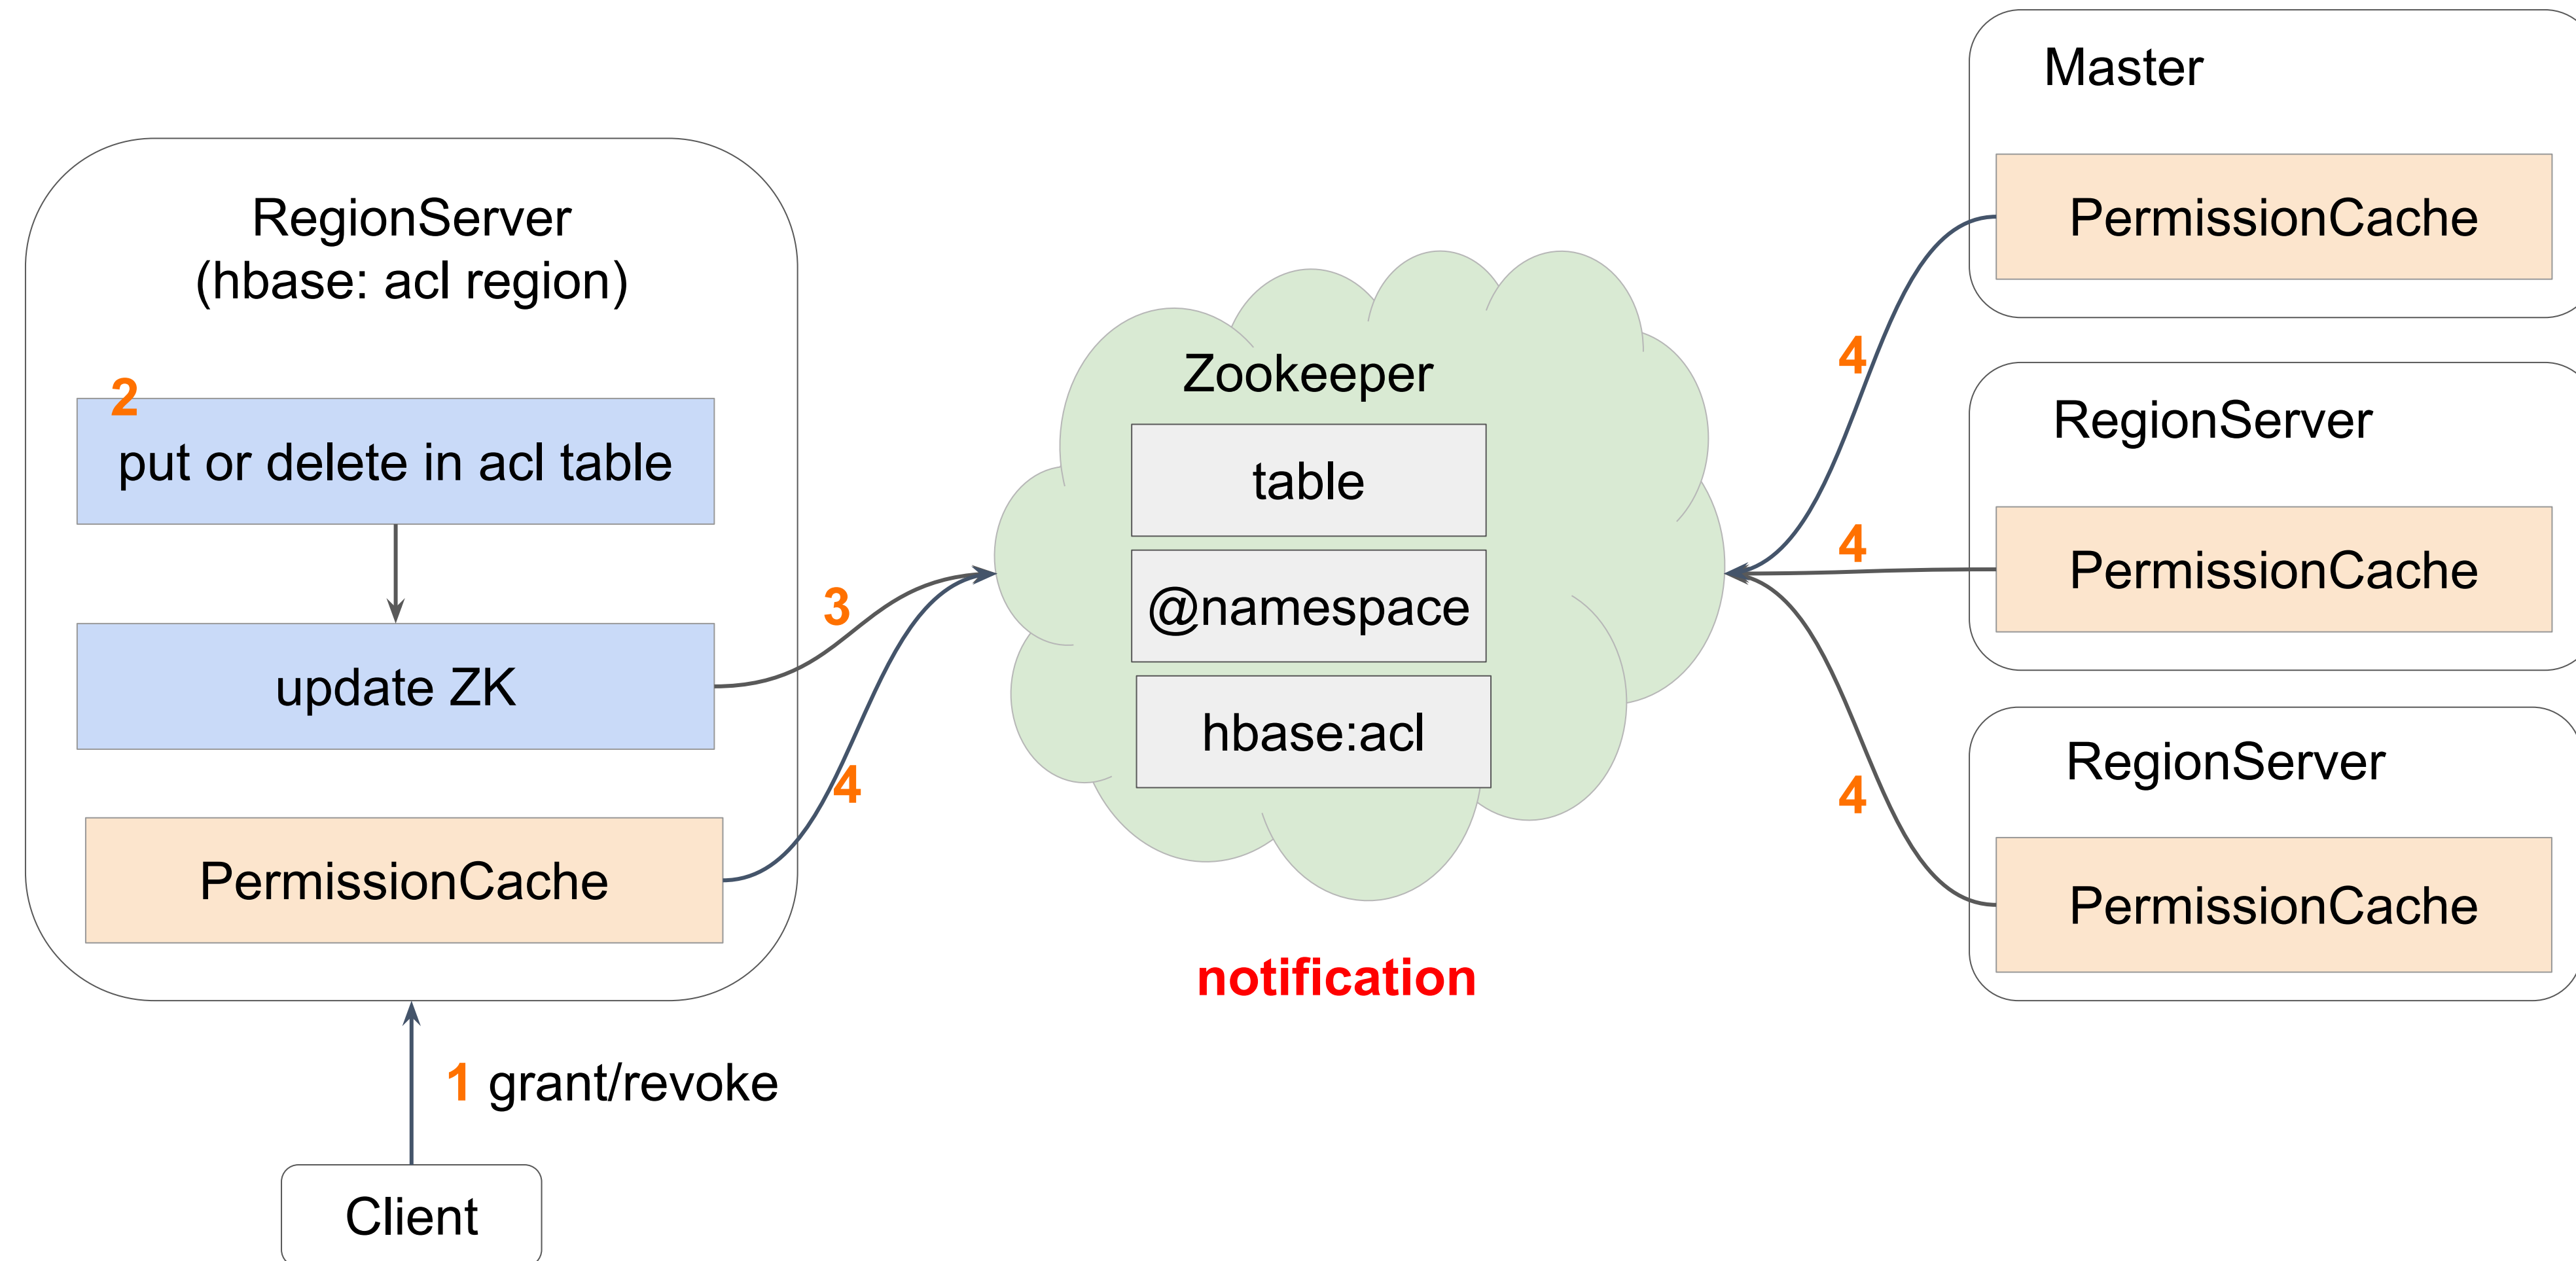 RegionServer
(hbase: acl region)
2
put or delete in acl table
update ZK
PermissionCache
3
4
1 grant/revoke
Client
Zookeeper
table
@namespace
hbase:acl
notification
4
4
4
Master
PermissionCache
RegionServer
PermissionCache
RegionServer
PermissionCache